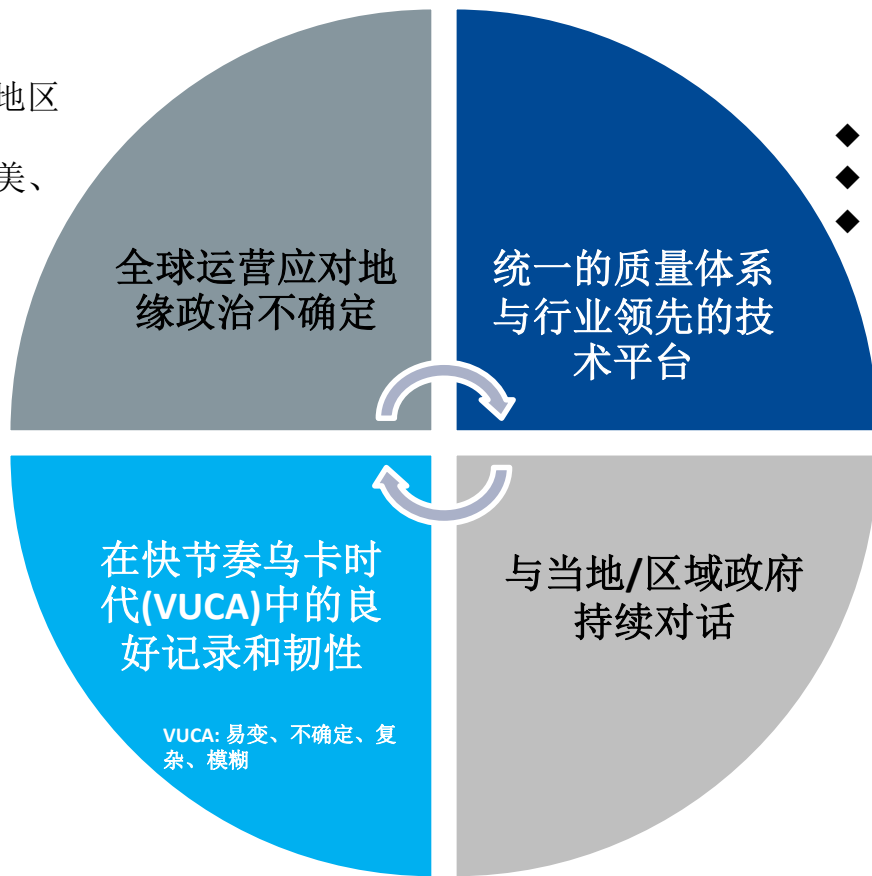 地区
美、
◆
◆
◆
全球运营应对地
缘政治不确定
统一的质量体系
与行业领先的技
术平台
在快节奏乌卡时
代(VUCA)中的良
好记录和韧性
VUCA: 易变、不确定、复
杂、模糊
与当地/区域政府
持续对话